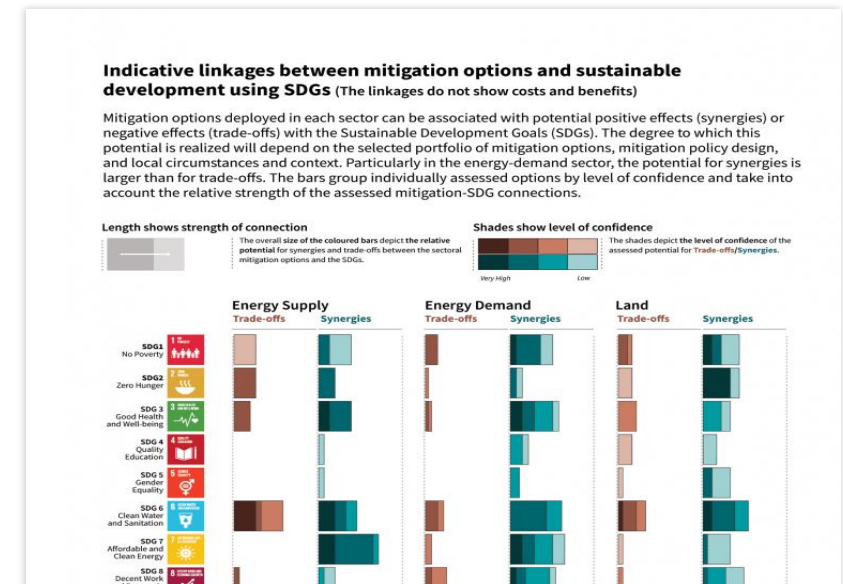 Indicative linkages between mitigation options and sustainable
development using SDGs (The linkages do not show costs and benefits)
Mitigation options deployed in each sector can be associated with potential positive effects (synergies) or
negative effects (trade-offs) with the Sustainable Development Goals (SDGs). The degree to which this
potential is realized will depend on the selected portfolio of mitigation options, mitigation policy design,
and local circumstances and context. Particularly in the energy-demand sector, the potential for synergies is
larger than for trade-offs. The bars group individually assessed options by level of confidence and take into
account the relative strength of the assessed mitigation-SDG connections.
Length shows strength of connection
The overall size of the coloured bars depict the relative
potential for synergies and trade-offs between the sectoral
mitigation options and the SDGs.
Shades show level of confidence
The shades depict the level of confidence of the
assessed potential for Trade-offs/Synergies.
Very High
Low
Energy Supply
Energy Demand
Land
Trade-offs
Synergies
Trade-offs
Synergies
Trade-offs
Synergies
SDG1
No Poverty
1
SDG2
Zero Hunger
2
SDG 3
Good Health
and Well-being
3
SDG 4
Quality
Education
4
SDG 5
Gender
Equality
5
SDG 6
Clean Water
and Sanitation
6
SDG 7
Affordable and
Clean Energy
7
SDG 8
Decent Work
8